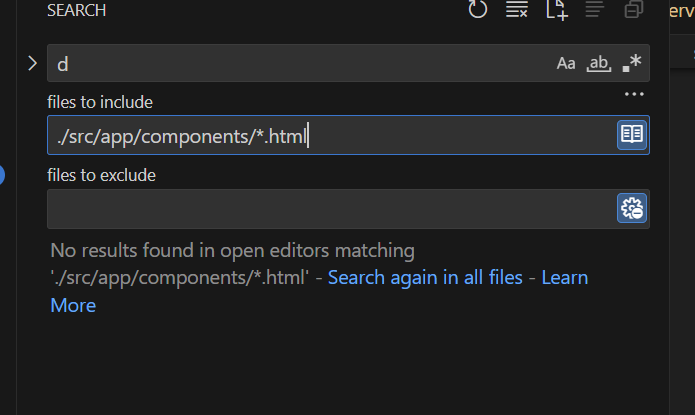 SEARCH
erv
d
Aa
ab
files to include
./src/app/components/*.html
files to exclude
No results found in open editors matching
'./src/app/components/*.html' - Search again in all files - Learn
More